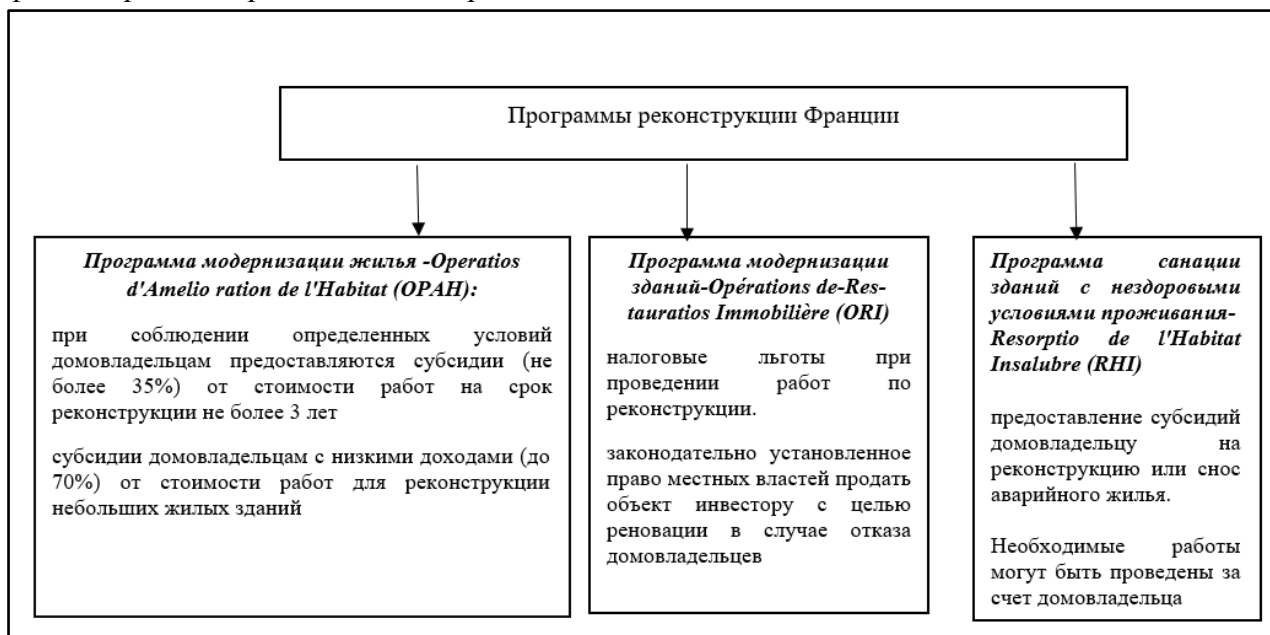 Программы реконструкции Франции
Программа модернизации жилья -Operatios
d'Amelio ration de l'Habitat (OPAH):
при соблюдении определенных условий
домовладельцам предоставляются субсидии (не
более 35%) от стоимости работ на срок
реконструкции не более 3 лет
субсидии домовладельцам с низкими доходами (до
70%) от стоимости работ для реконструкции
небольших жилых зданий
Программа модернизации
зданий-Opérations de-Res-
tauratios Immobilière (ORI)
налоговые льготы при
проведении работ по
реконструкции.
законодательно установленное
право местных властей продать
объект инвестору с целью
реновации в случае отказа
домовладельцев
Программа санации
зданий с нездоровыми
условиями проживания-
Resorptio de l'Habitat
Insalubre (RHI)
предоставление субсидий
домовладельцу на
реконструкцию или снос
аварийного жилья.
Необходимые работы
могут быть проведены за
счет домовладельца